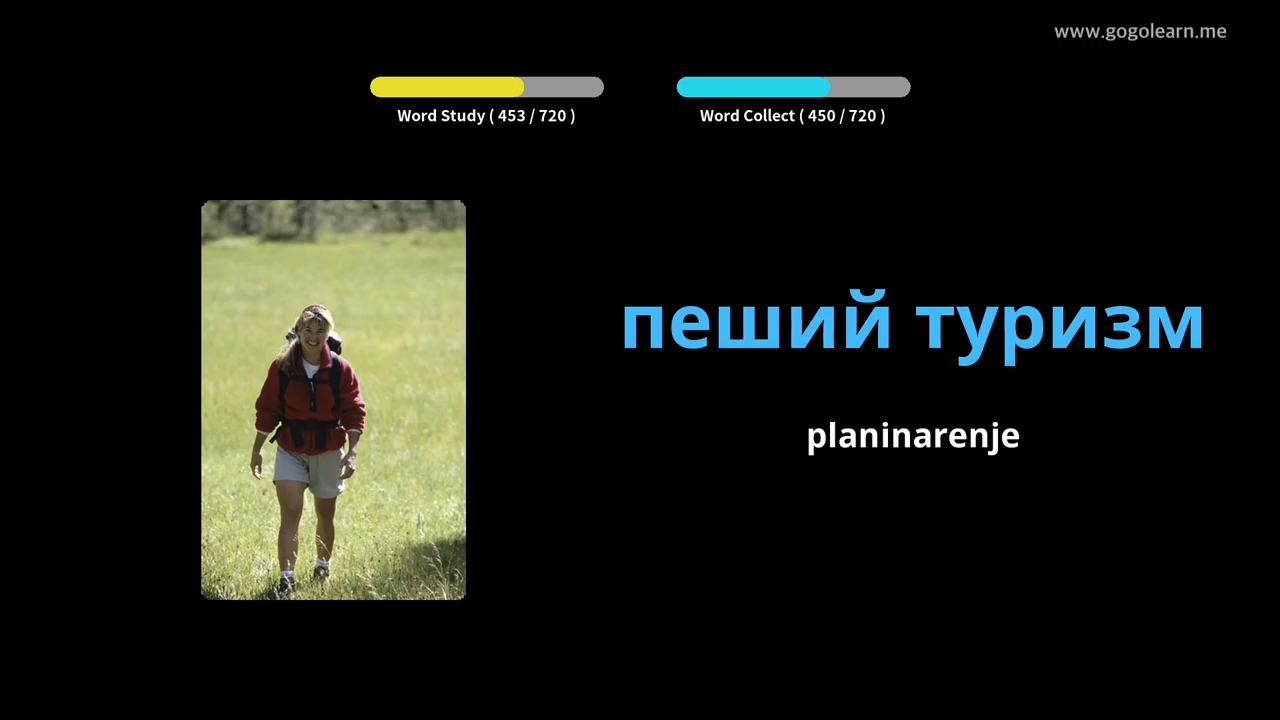 www.gogolearn.me
Word Study ( 453 / 720 )
Word Collect ( 450 / 720 )
пеший туризм
planinarenje